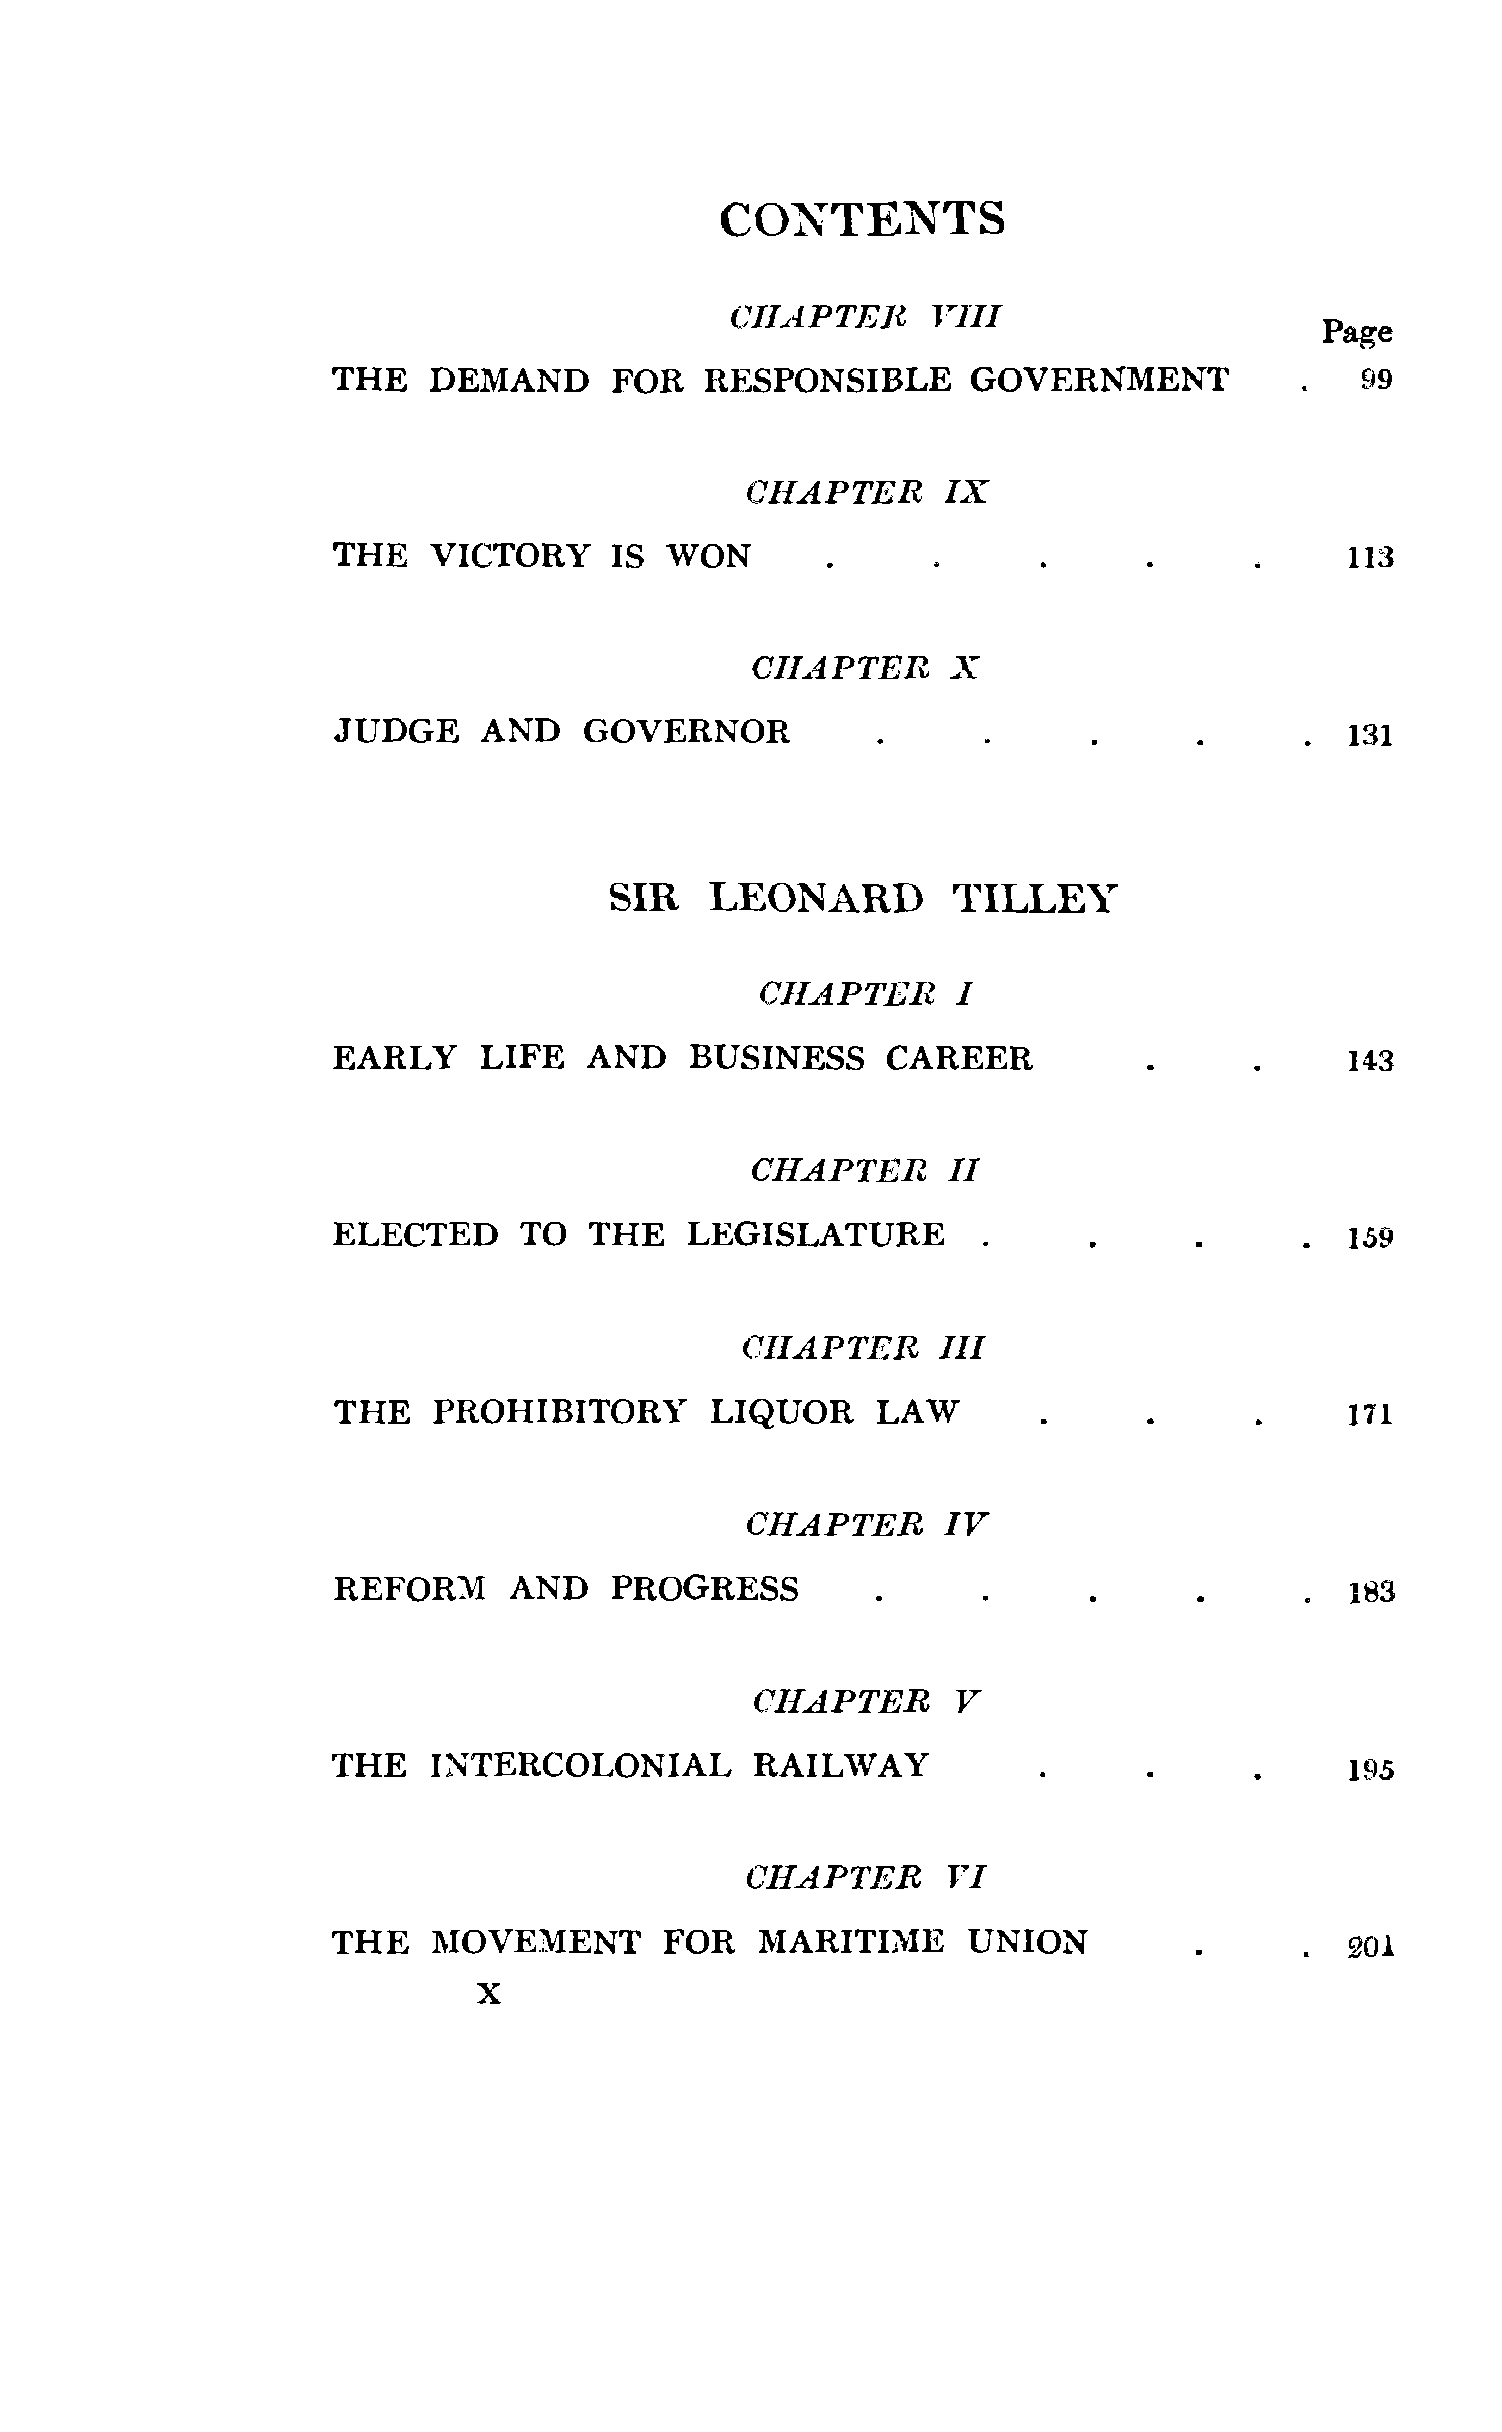 CONTENTS
CHAPTER VIII
Page
THE DEMAND FOR RESPONSIBLE GOVERNMENT . 99
CHAPTER IX
THE VICTORY IS WON . . . . . 113
CHAPTER X
JUDGE AND GOVERNOR . . . . . 131
SIR LEONARD TILLEY
CHAPTER I
EARLY LIFE AND BUSINESS CAREER . . 143
CHAPTER II
ELECTED TO THE LEGISLATURE . . . . 159
CHAPTER III
THE PROHIBITORY LIQUOR LAW . . . 171
CHAPTER IV
REFORM AND PROGRESS . . . . . 183
CHAPTER V
THE INTERCOLONIAL RAILWAY . . . 195
CHAPTER VI
THE MOVEMENT FOR MARITIME UNION . . 201
X